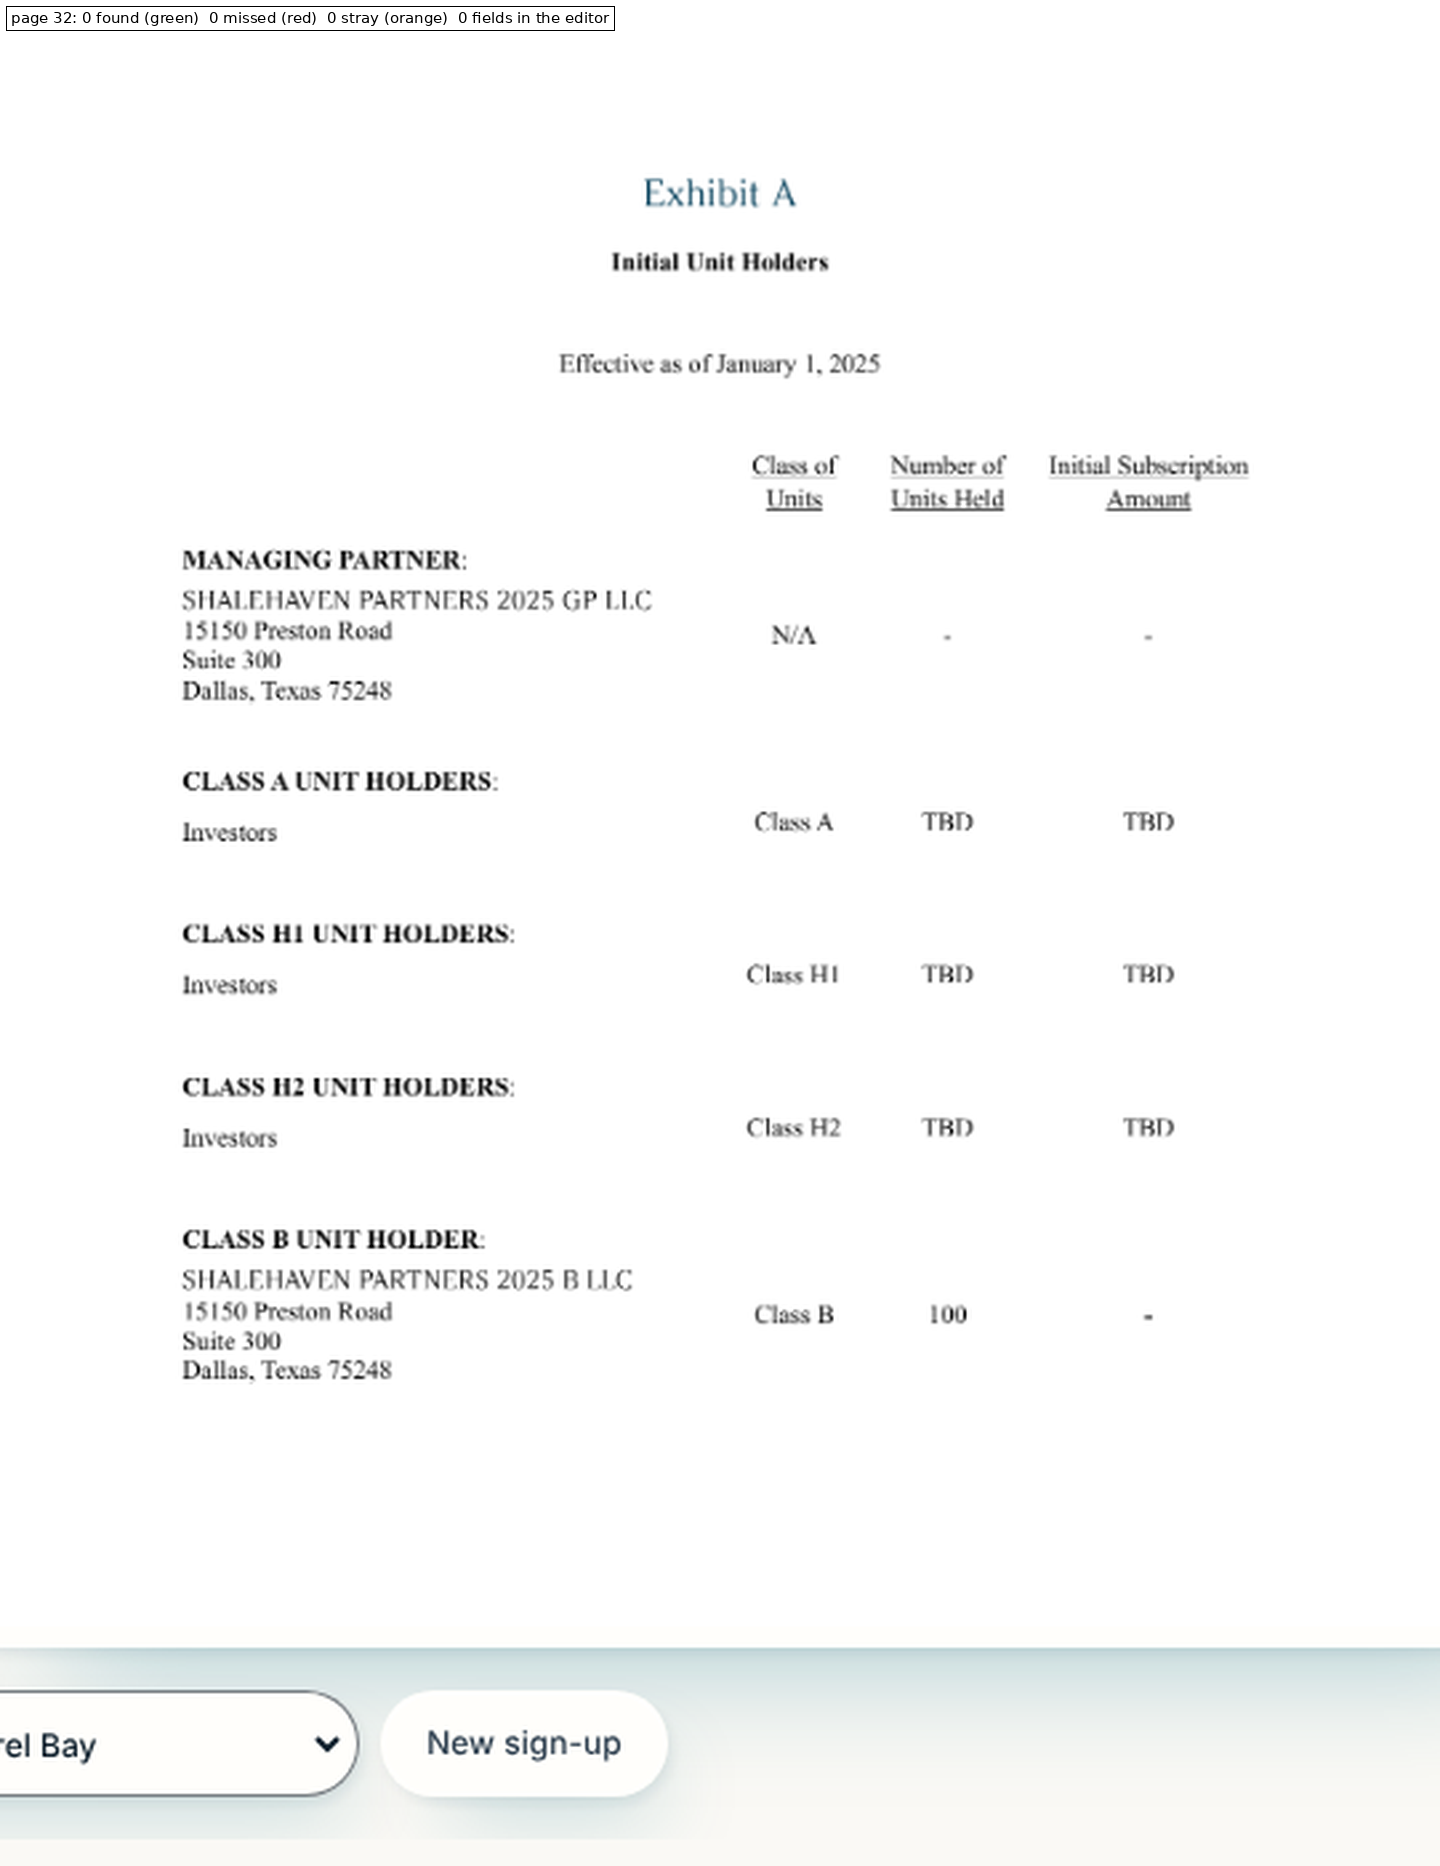 page 32: 0 found (green)  0 missed (red)  0 stray (orange)  0 fields in the editor
Exhibit A
Initial Unit Holders
Effective as of January 1, 2025
Class of Units
Number of Units Held
Initial Subscription Amount
MANAGING PARTNER:
SHALEHAVEN PARTNERS 2025 GP LLC
15150 Preston Road
Suite 300
Dallas, Texas 75248
N/A - -
CLASS A UNIT HOLDERS:
Investors Class A TBD TBD
CLASS H1 UNIT HOLDERS:
Investors Class H1 TBD TBD
CLASS H2 UNIT HOLDERS:
Investors Class H2 TBD TBD
CLASS B UNIT HOLDER:
SHALEHAVEN PARTNERS 2025 B LLC
15150 Preston Road
Suite 300
Dallas, Texas 75248
Class B 100 -
rel Bay
New sign-up